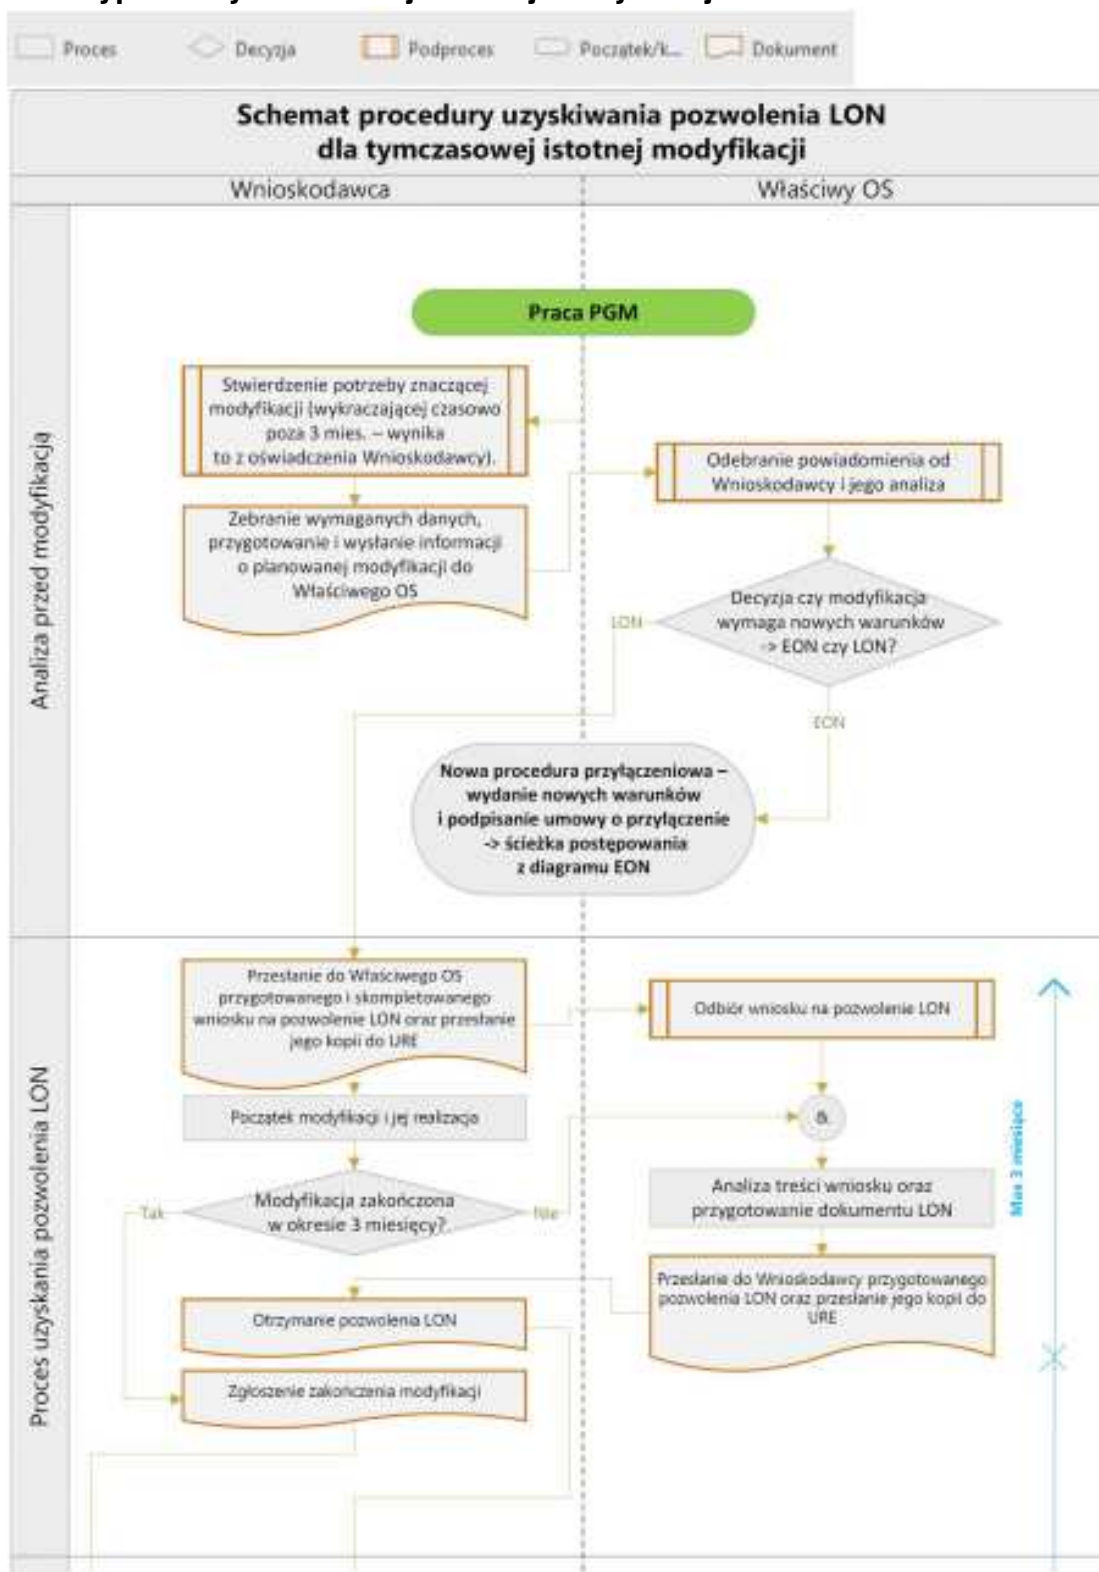 Proces
Decyzja
Podproces
Początek/k...
Dokument
Schemat procedury uzyskiwania pozwolenia LON
dla tymczasowej istotnej modyfikacji
Wnioskodawca
Właściwy OS
Analiza przed modyfikacją
Praca PGM
Stwierdzenie potrzeby znaczącej
modyfikacji (wykraczającej czasowo
poza 3 mies. – wynika
to z oświadczenia Wnioskodawcy).
Odebranie powiadomienia od
Wnioskodawcy i jego analiza
Zebranie wymaganych danych,
przygotowanie i wysłanie informacji
o planowanej modyfikacji do
Właściwego OS
Decyzja czy modyfikacja
wymaga nowych warunków
-> EON czy LON?
LON
EON
Nowa procedura przyłączeniowa –
wydanie nowych warunków
i podpisanie umowy o przyłączenie
-> ścieżka postępowania
z diagramu EON
Proces uzyskania pozwolenia LON
Przesłanie do Właściwego OS
przygotowanego i skompletowanego
wniosku na pozwolenie LON oraz przesłanie
jego kopii do URE
Odbiór wniosku na pozwolenie LON
Początek modyfikacji i jej realizacja
&
Max 3 miesiące
Modyfikacja zakończona
w okresie 3 miesięcy?
Tak
Nie
Analiza treści wniosku oraz
przygotowanie dokumentu LON
Przesłanie do Wnioskodawcy przygotowanego
pozwolenia LON oraz przesłanie jego kopii do
URE
Otrzymanie pozwolenia LON
Zgłoszenie zakończenia modyfikacji